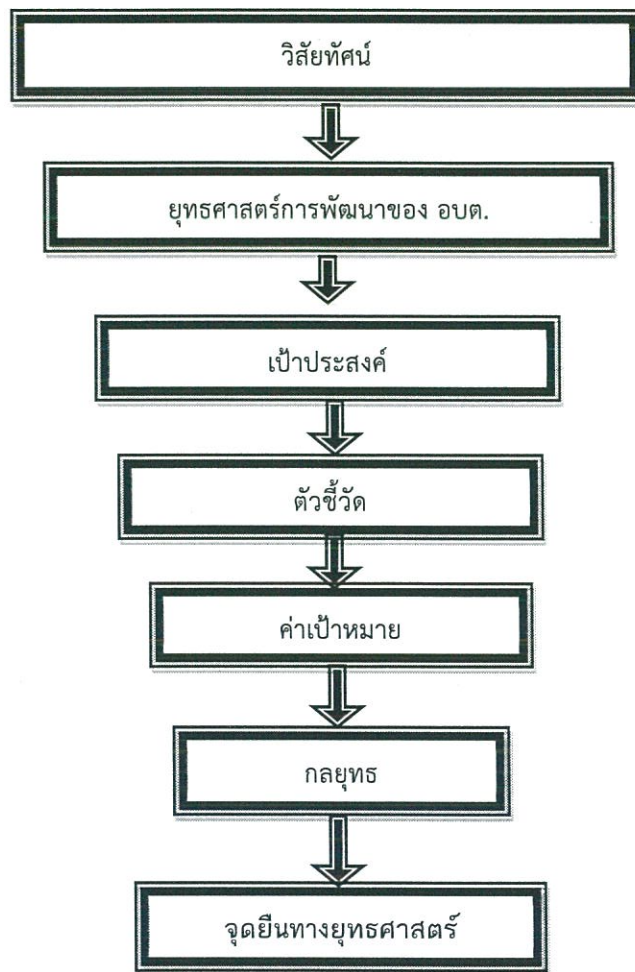 วิสัยทัศน์
ยุทธศาสตร์การพัฒนาของ อบต.
เป้าประสงค์
ตัวชี้วัด
ค่าเป้าหมาย
กลยุทธ
จุดยืนทางยุทธศาสตร์